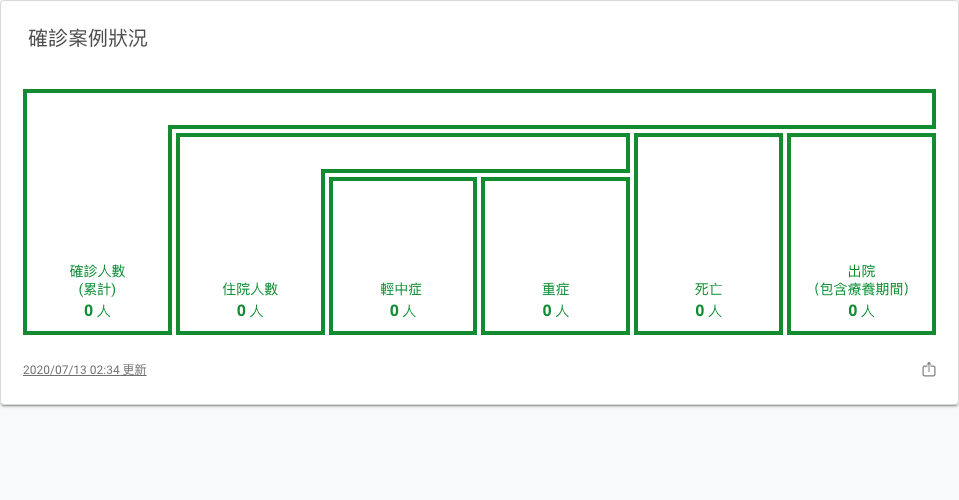 確診案例狀況
確診人數
(累計)
0 人
住院人數
0 人
輕中症
0 人
重症
0 人
死亡
0 人
出院
(包含療養期間)
0 人
2020/07/13 02:34 更新